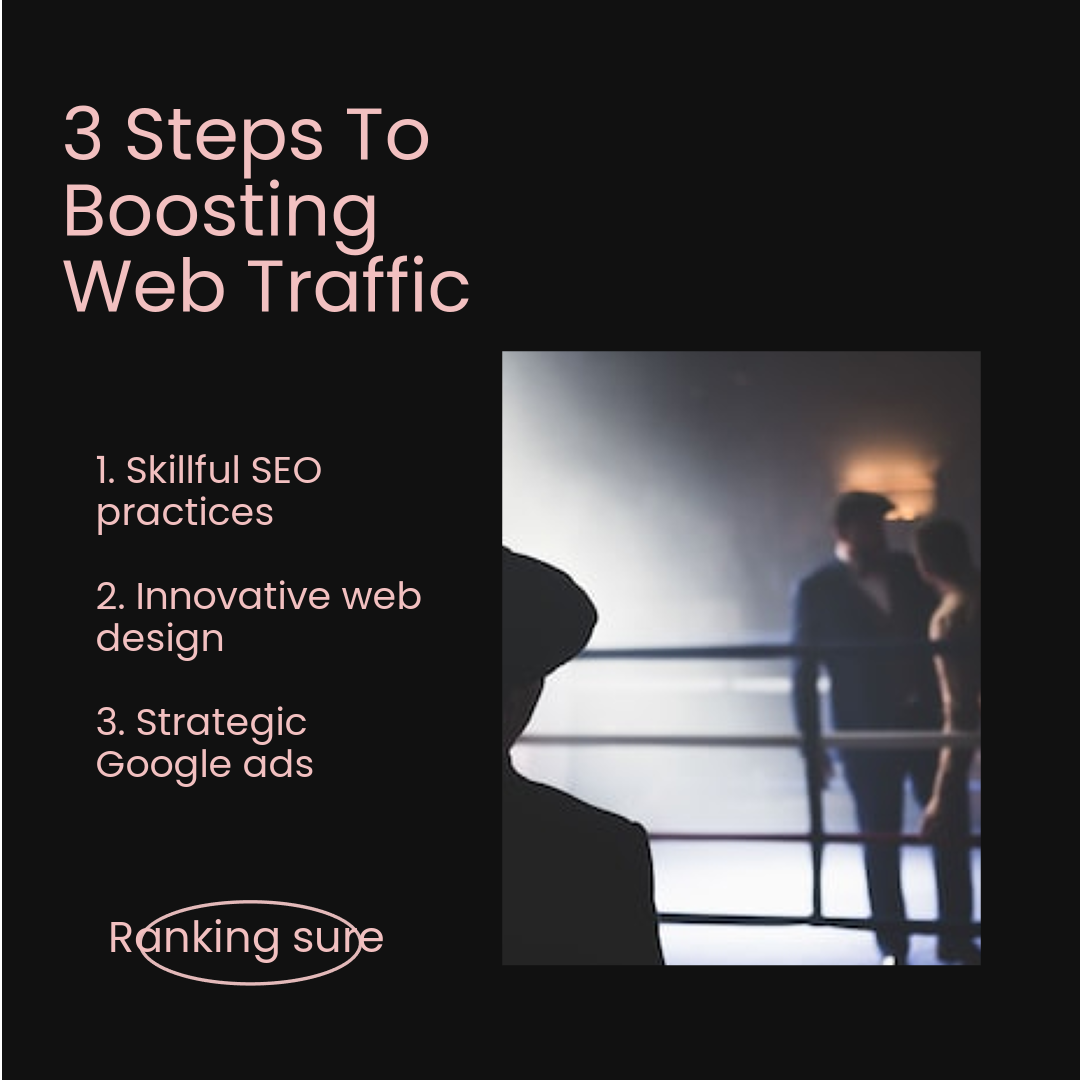 3 Steps To
Boosting
Web Traffic
1. Skillful SEO
practices
2. Innovative web
design
3. Strategic
Google ads
Ranking sure